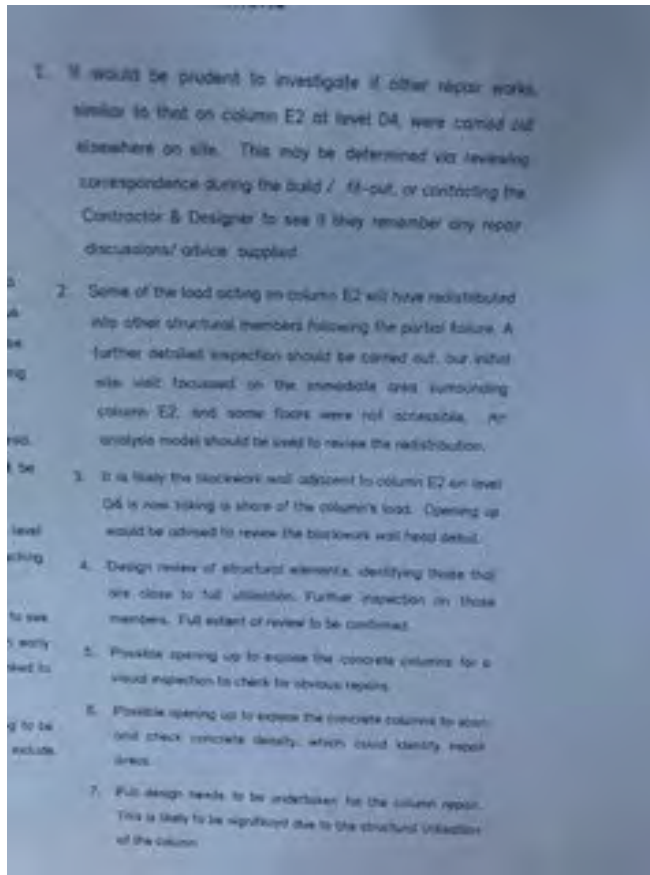 1. It would be prudent to investigate if other repair works,
similar to that on column E2 at level 04, were carried out
elsewhere on site. This may be determined via reviewing
correspondence during the build / fit-out, or contacting the
Contractor & Designer to see if they remember any repair
discussions/ advice supplied.
2. Some of the load acting on column E2 will have redistributed
into other structural members following the partial failure. A
further detailed inspection should be carried out, our initial
site visit focussed on the immediate area surrounding
column E2, and some floors were not accessible. An
analysis model should be used to review the redistribution.
3. It is likely the blockwork wall adjacent to column E2 on level
04 is now taking a share of the column's load. Opening up
would be advised to review the blockwork wall head detail.
level
4. Design review of structural elements, identifying those that
are close to full utilisation. Further inspection on those
members. Full extent of review to be confirmed.
to see
early
5. Possible opening up to expose the concrete columns for a
visual inspection to check for obvious repairs.
6. Possible opening up to expose the concrete columns to scan
and check concrete density, which could identify repair
areas.
to be
exclude
7. Full design needs to be undertaken for the column repair.
This is likely to be significant due to the structural utilisation
of the column